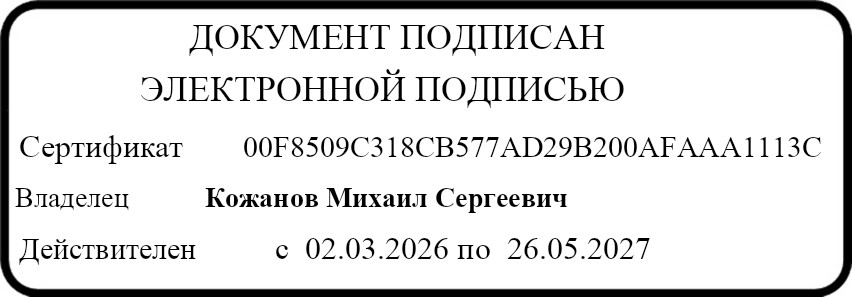 ДОКУМЕНТ ПОДПИСАН
ЭЛЕКТРОННОЙ ПОДПИСЬЮ
Сертификат 00F8509C318CB577AD29B200AFAAA1113C
Владелец Кожанов Михаил Сергеевич
Действителен с 02.03.2026 по 26.05.2027